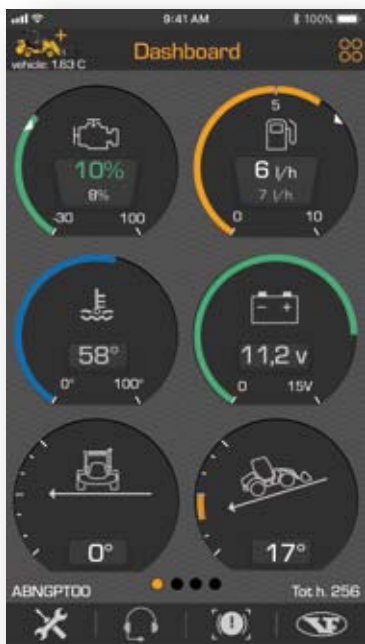 9:41 AM 100%
Dashboard
vehicle: 1.63 C
5
10%
8%
-30 100
6 l/h
7 l/h
0 10
58°
0° 100°
- +
11,2 v
0 15V
0°
17°
ABNGPT00 Tot h. 256